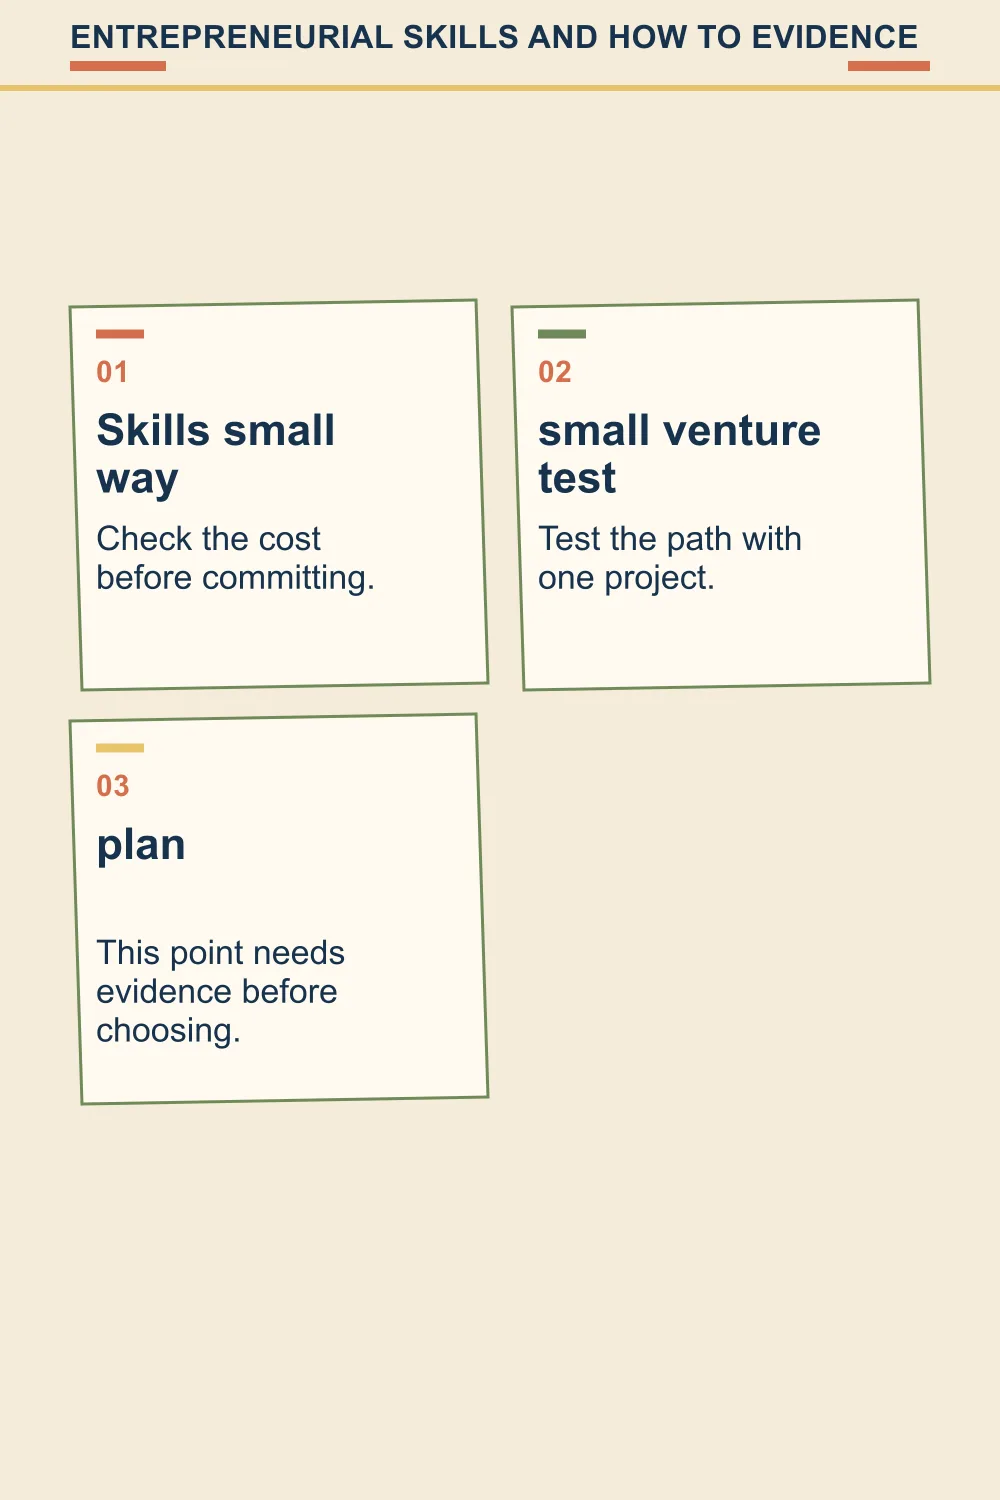 ENTREPRENEURIAL SKILLS AND HOW TO EVIDENCE
01
Skills small
way
Check the cost
before committing.
02
small venture
test
Test the path with
one project.
03
plan
This point needs
evidence before
choosing.